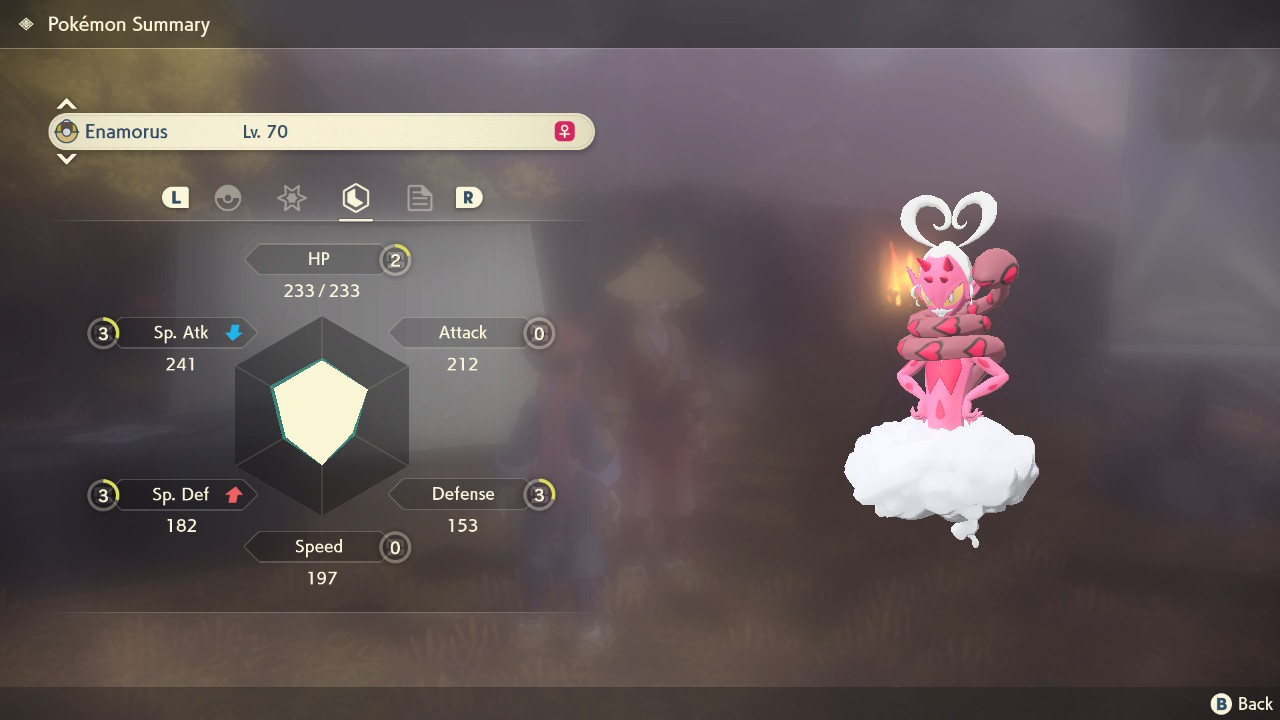 Pokémon Summary
Enamorus Lv. 70
L R
HP 2
233 / 233
3 Sp. Atk
241
Attack 0
212
3 Sp. Def
182
Defense 3
153
Speed 0
197
B Back